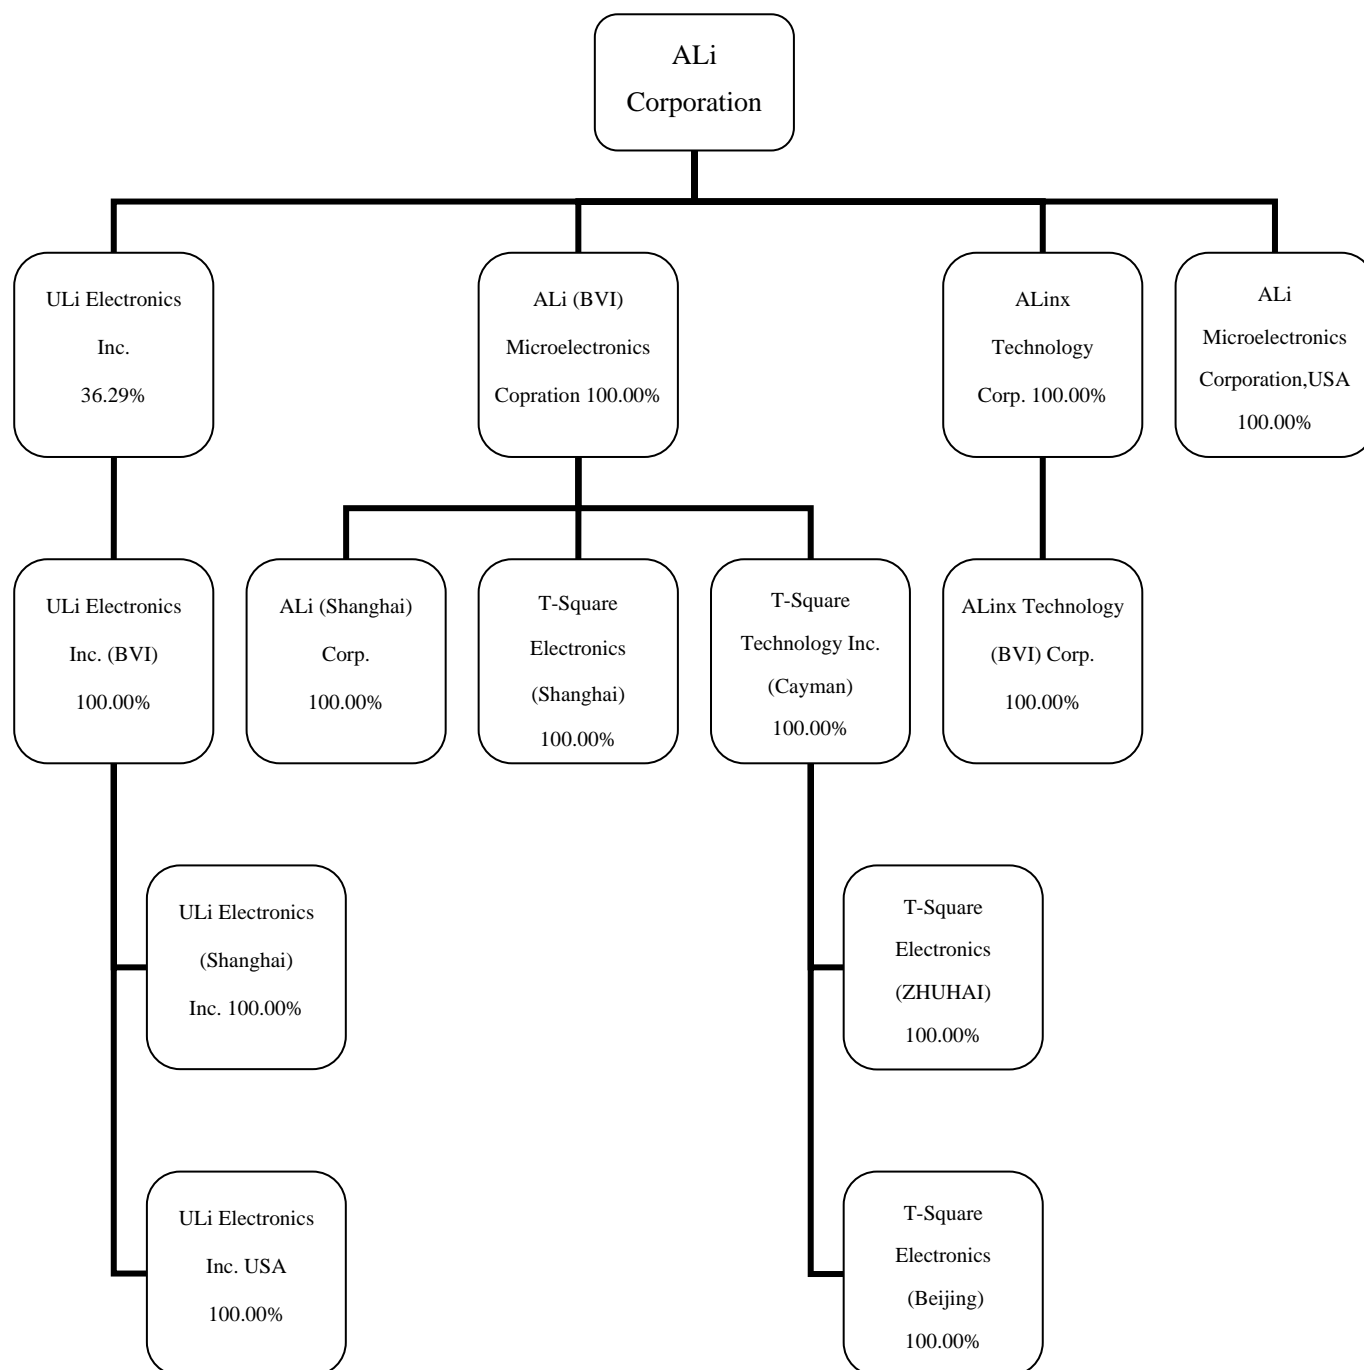 ALi
Corporation
ULi Electronics
Inc.
36.29%
ALi (BVI)
Microelectronics
Copration 100.00%
ALinx
Technology
Corp. 100.00%
ALi
Microelectronics
Corporation,USA
100.00%
ULi Electronics
Inc. (BVI)
100.00%
ALi (Shanghai)
Corp.
100.00%
T-Square
Electronics
(Shanghai)
100.00%
T-Square
Technology Inc.
(Cayman)
100.00%
ALinx Technology
(BVI) Corp.
100.00%
ULi Electronics
(Shanghai)
Inc. 100.00%
T-Square
Electronics
(ZHUHAI)
100.00%
ULi Electronics
Inc. USA
100.00%
T-Square
Electronics
(Beijing)
100.00%